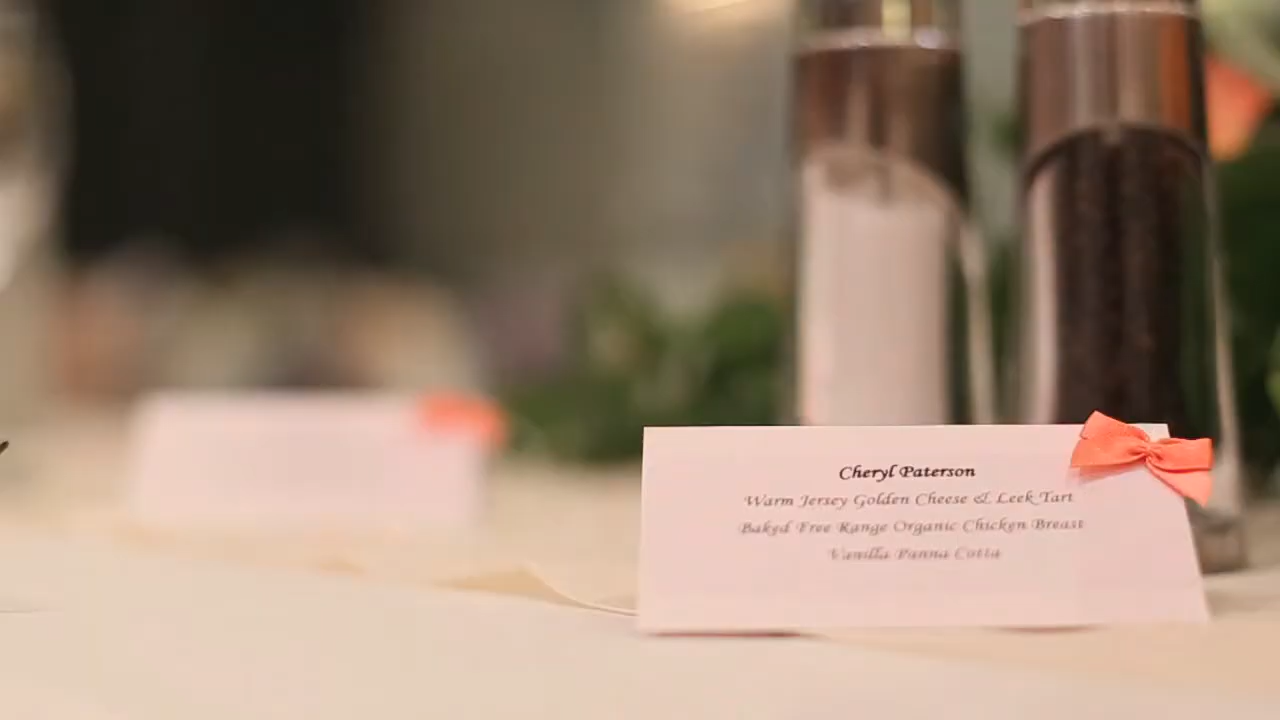 Cheryl Paterson
Warm Jersey Golden Cheese & Leek Tart
Baked Free Range Organic Chicken Breast
Vanilla Panna Cotta